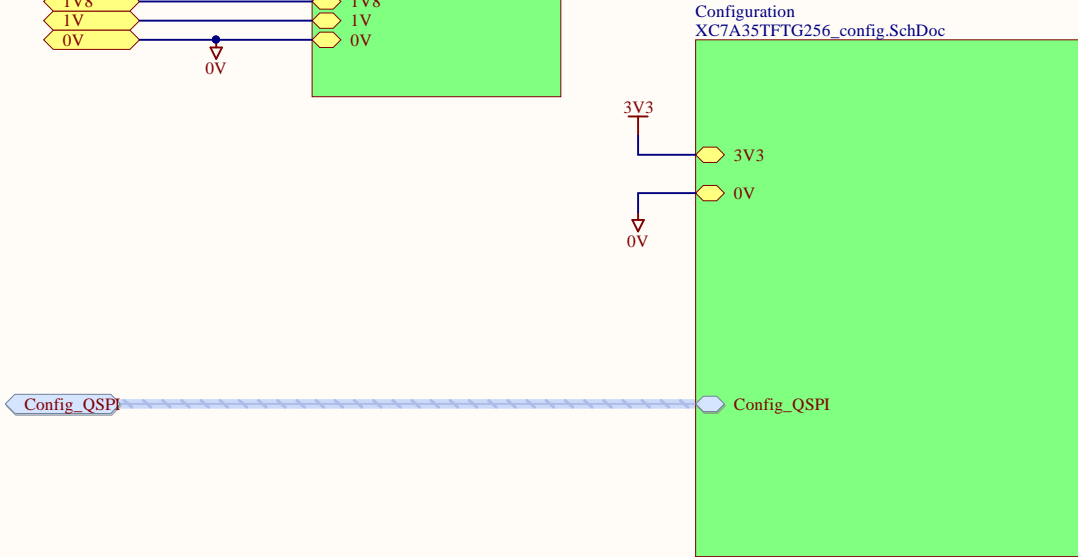 1V8
1V8
1V
1V
0V
0V
0V
Configuration
XC7A35TFTG256_config.SchDoc
3V3
3V3
0V
0V
Config_QSPI
Config_QSPI